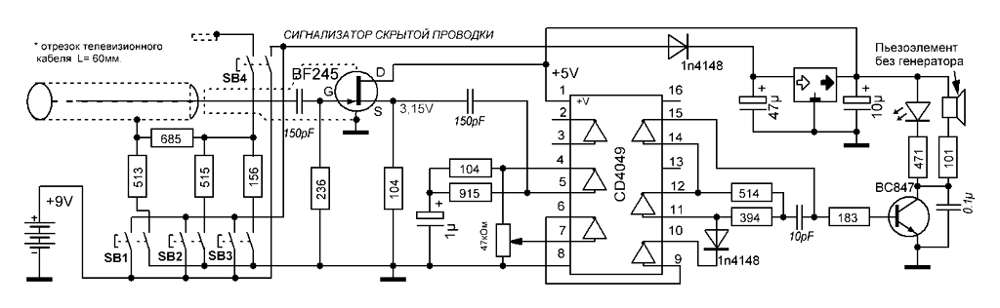 * отрезок телевизионного
кабеля L= 60мм.
СИГНАЛИЗАТОР СКРЫТОЙ ПРОВОДКИ
Пьезоэлемент
без генератора
SB4
BF245
D
G
S
1n4148
+5V
+
47µ
+
10µ
150pF
3,15V
150pF
1
+V
16
2
15
3
14
4
13
5
12
6
11
7
10
8
9
CD4049
685
513
515
156
236
104
104
915
+
1µ
47кОм
514
394
10pF
183
1n4148
471
101
BC847
0.1µ
+9V
+
SB1
SB2
SB3